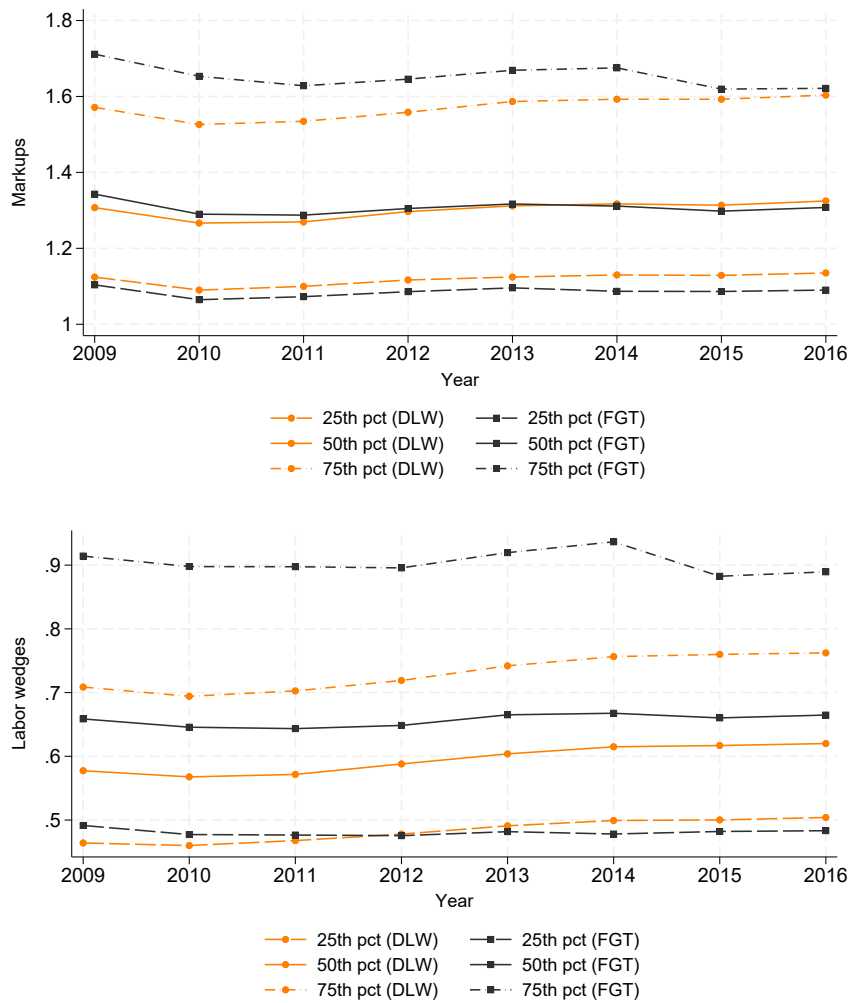 1.8
1.6
1.4
1.2
1
Markups
2009 2010 2011 2012 2013 2014 2015 2016
Year
25th pct (DLW) 25th pct (FGT)
50th pct (DLW) 50th pct (FGT)
75th pct (DLW) 75th pct (FGT)
.9
.8
.7
.6
.5
Labor wedges
2009 2010 2011 2012 2013 2014 2015 2016
Year
25th pct (DLW) 25th pct (FGT)
50th pct (DLW) 50th pct (FGT)
75th pct (DLW) 75th pct (FGT)